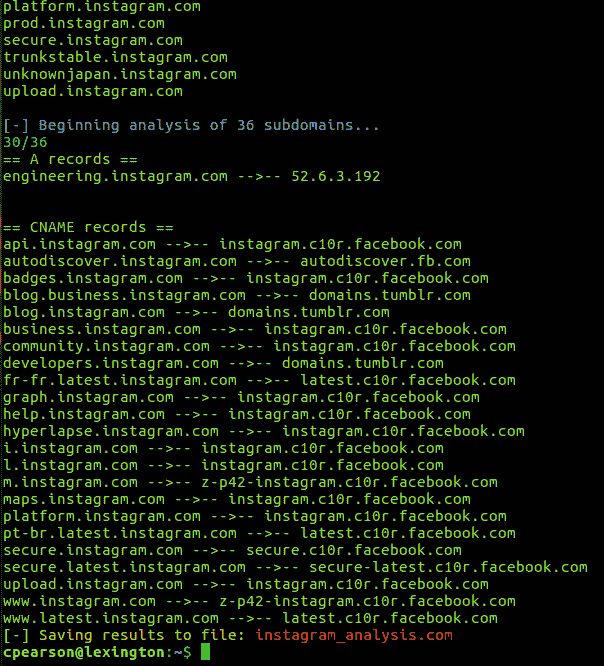 platform.instagram.com
prod.instagram.com
secure.instagram.com
trunkstable.instagram.com
unknownjapan.instagram.com
upload.instagram.com
[-] Beginning analysis of 36 subdomains...
30/36
== A records ==
engineering.instagram.com -->-- 52.6.3.192
== CNAME records ==
api.instagram.com -->-- instagram.c10r.facebook.com
autodiscover.instagram.com -->-- autodiscover.fb.com
badges.instagram.com -->-- instagram.c10r.facebook.com
blog.business.instagram.com -->-- domains.tumblr.com
blog.instagram.com -->-- domains.tumblr.com
business.instagram.com -->-- instagram.c10r.facebook.com
community.instagram.com -->-- instagram.c10r.facebook.com
developers.instagram.com -->-- domains.tumblr.com
fr-fr.latest.instagram.com -->-- latest.c10r.facebook.com
graph.instagram.com -->-- instagram.c10r.facebook.com
help.instagram.com -->-- instagram.c10r.facebook.com
hyperlapse.instagram.com -->-- instagram.c10r.facebook.com
i.instagram.com -->-- instagram.c10r.facebook.com
l.instagram.com -->-- instagram.c10r.facebook.com
m.instagram.com -->-- z-p42-instagram.c10r.facebook.com
maps.instagram.com -->-- instagram.c10r.facebook.com
platform.instagram.com -->-- instagram.c10r.facebook.com
pt-br.latest.instagram.com -->-- latest.c10r.facebook.com
secure.instagram.com -->-- secure.c10r.facebook.com
secure.latest.instagram.com -->-- secure-latest.c10r.facebook.com
upload.instagram.com -->-- instagram.c10r.facebook.com
www.instagram.com -->-- z-p42-instagram.c10r.facebook.com
www.latest.instagram.com -->-- latest.c10r.facebook.com
[-] Saving results to file: instagram_analysis.com
cpearson@lexington:~$